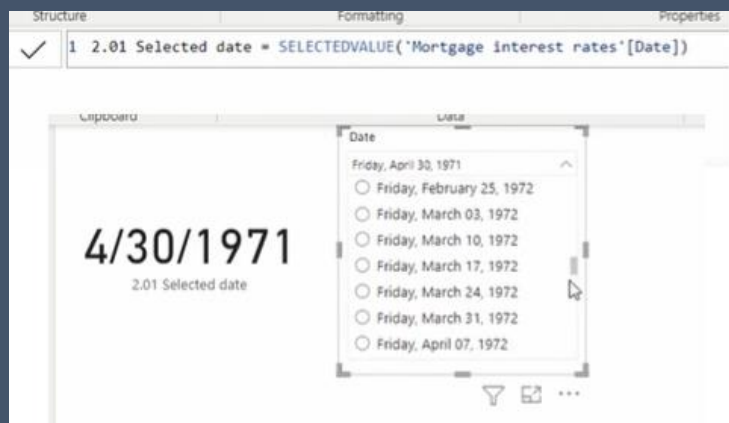 Structure Formatting Properties
1 2.01 Selected date = SELECTEDVALUE('Mortgage interest rates'[Date])
Clipboard Data
Date
Friday, April 30, 1971
Friday, February 25, 1972
Friday, March 03, 1972
Friday, March 10, 1972
Friday, March 17, 1972
Friday, March 24, 1972
Friday, March 31, 1972
Friday, April 07, 1972
4/30/1971
2.01 Selected date